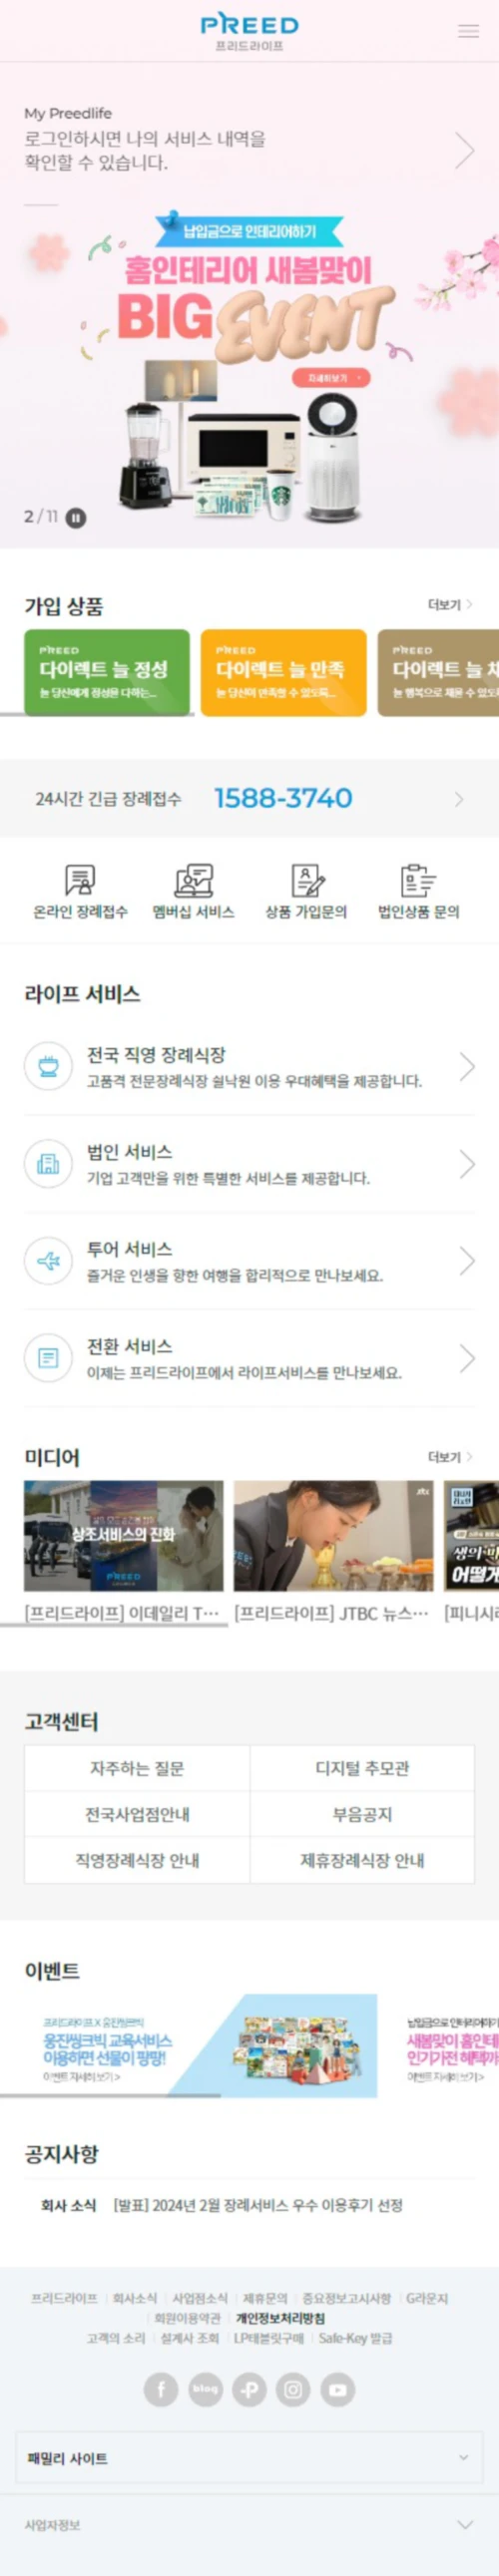 PREED
프리드라이프
My Preedlife
로그인하시면 나의 서비스 내역을
확인할 수 있습니다.
납입금으로 인테리어하기
홈인테리어 새봄맞이
BIG EVENT
자세히보기
2 / 11
가입 상품
더보기
PREED
다이렉트 늘 정성
늘 당신에게 정성을 다하는...
PREED
다이렉트 늘 만족
늘 당신이 만족할 수 있도록...
PREED
다이렉트 늘
늘 행복으로 채울 수 있도
24시간 긴급 장례접수 1588-3740
온라인 장례접수
멤버십 서비스
상품 가입문의
법인상품 문의
라이프 서비스
전국 직영 장례식장
고품격 전문장례식장 쉴낙원 이용 우대혜택을 제공합니다.
법인 서비스
기업 고객만을 위한 특별한 서비스를 제공합니다.
투어 서비스
즐거운 인생을 향한 여행을 합리적으로 만나보세요.
전환 서비스
이제는 프리드라이프에서 라이프서비스를 만나보세요.
미디어
더보기
상조서비스의 진화
PREED
jtbc
생의 마
어떻게
[프리드라이프] 이데일리 T···
[프리드라이프] JTBC 뉴스···
[피니시라
고객센터
자주하는 질문
디지털 추모관
전국사업점안내
부음공지
직영장례식장 안내
제휴장례식장 안내
이벤트
프리드라이프 X 웅진씽크빅
웅진씽크빅 교육서비스
이용하면 선물이 팡팡!
이벤트 자세히 보기 >
납입금으로 인테리어하기
새봄맞이 홈인테
인기가전 혜택까
이벤트 자세히 보기 >
공지사항
회사 소식 [발표] 2024년 2월 장례서비스 우수 이용후기 선정
프리드라이프 회사소식 사업점소식 제휴문의 중요정보고시사항 G라운지
회원이용약관 개인정보처리방침
고객의 소리 설계사 조회 LP태블릿구매 Safe-Key 발급
blog
패밀리 사이트
사업자정보